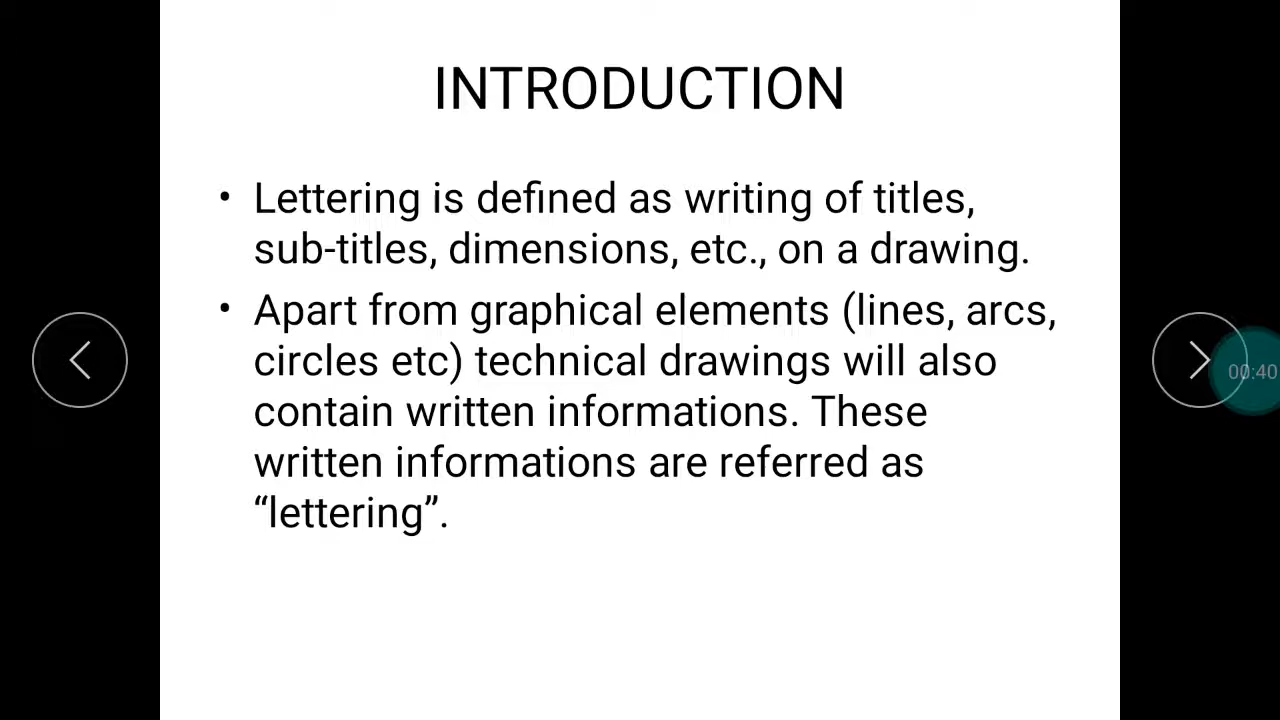 INTRODUCTION
• Lettering is defined as writing of titles,
sub-titles, dimensions, etc., on a drawing.
• Apart from graphical elements (lines, arcs,
circles etc) technical drawings will also
contain written informations. These
written informations are referred as
“lettering”.
00:40